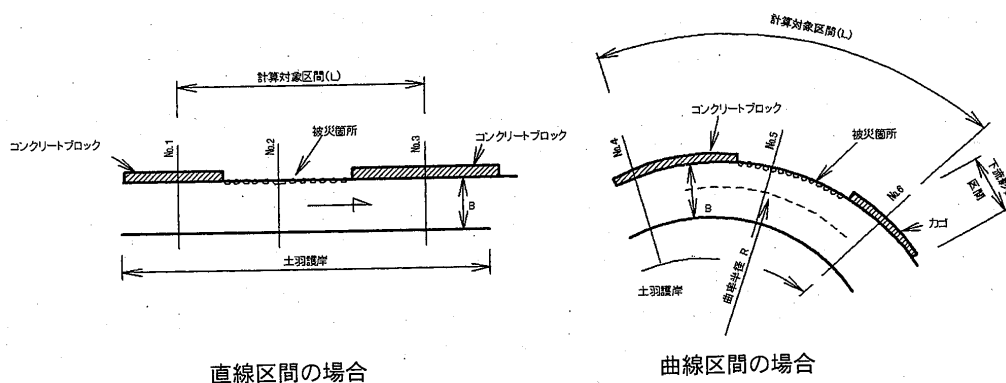 計算対象区間(L)
コンクリートブロック
No.1
No.2
被災箇所
No.3
コンクリートブロック
B
土羽護岸
直線区間の場合
計算対象区間(L)
コンクリートブロック
No.4
No.5
被災箇所
No.6
区間
カゴ
B
曲率半径 R
土羽護岸
曲線区間の場合